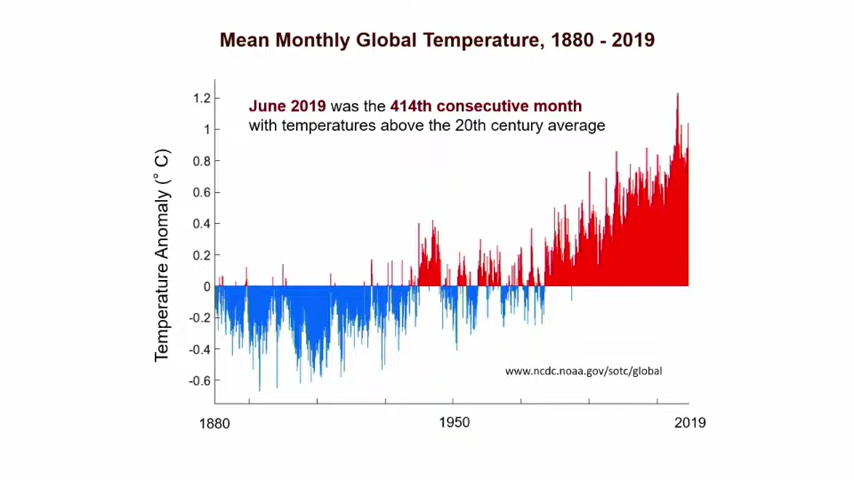 Mean Monthly Global Temperature, 1880 - 2019
June 2019 was the 414th consecutive month
with temperatures above the 20th century average
Temperature Anomaly (° C)
1.2
1
0.8
0.6
0.4
0.2
0
-0.2
-0.4
-0.6
www.ncdc.noaa.gov/sotc/global
1880
1950
2019